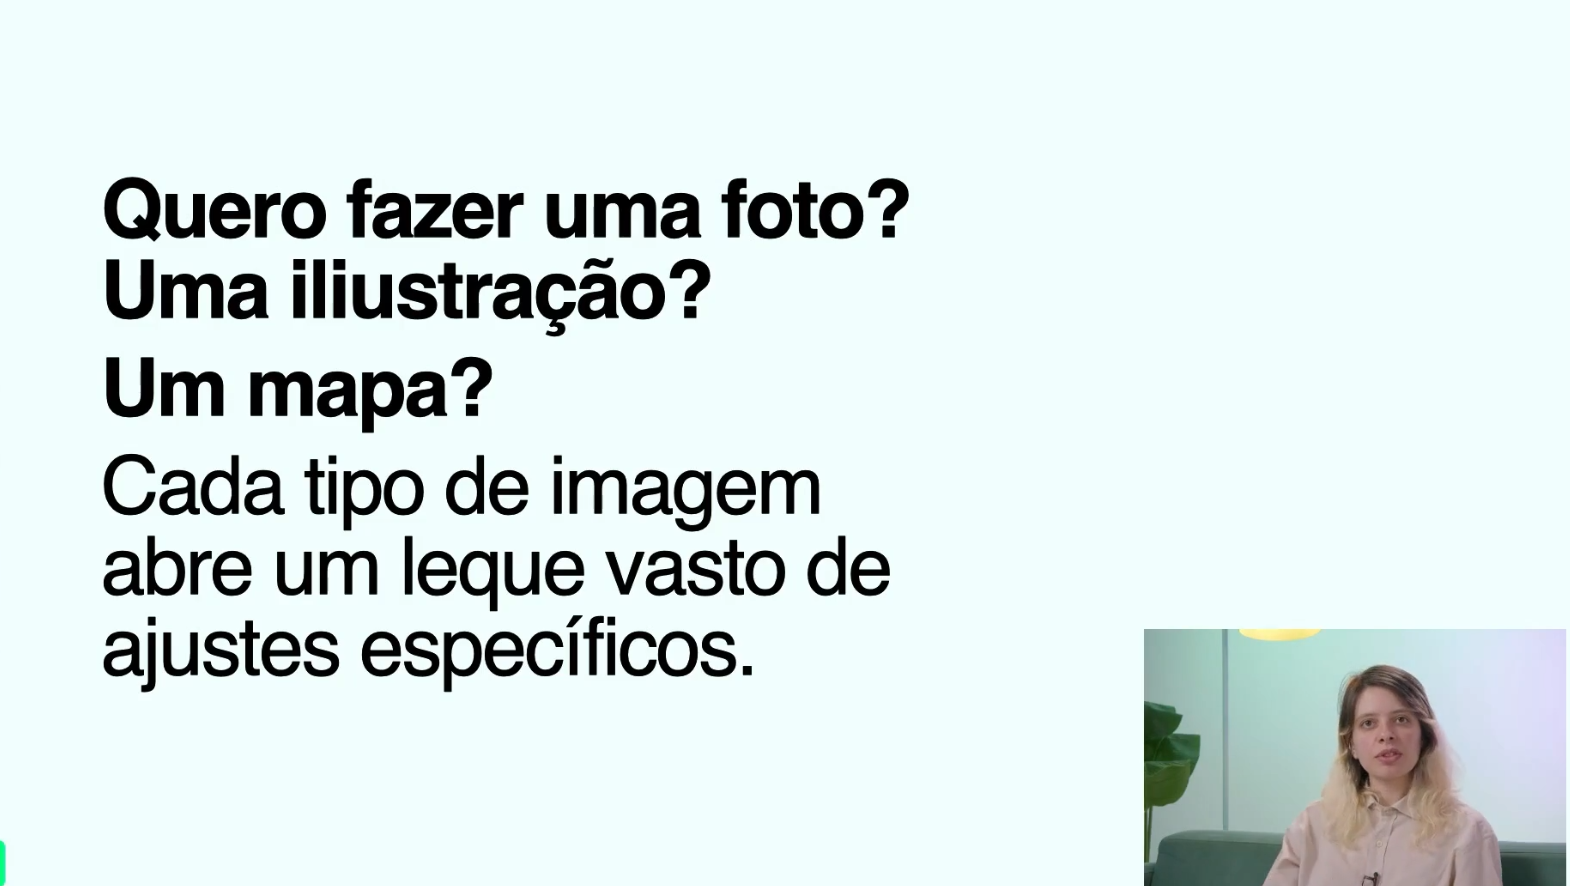 Quero fazer uma foto?
Uma iliustração?
Um mapa?
Cada tipo de imagem
abre um leque vasto de
ajustes específicos.